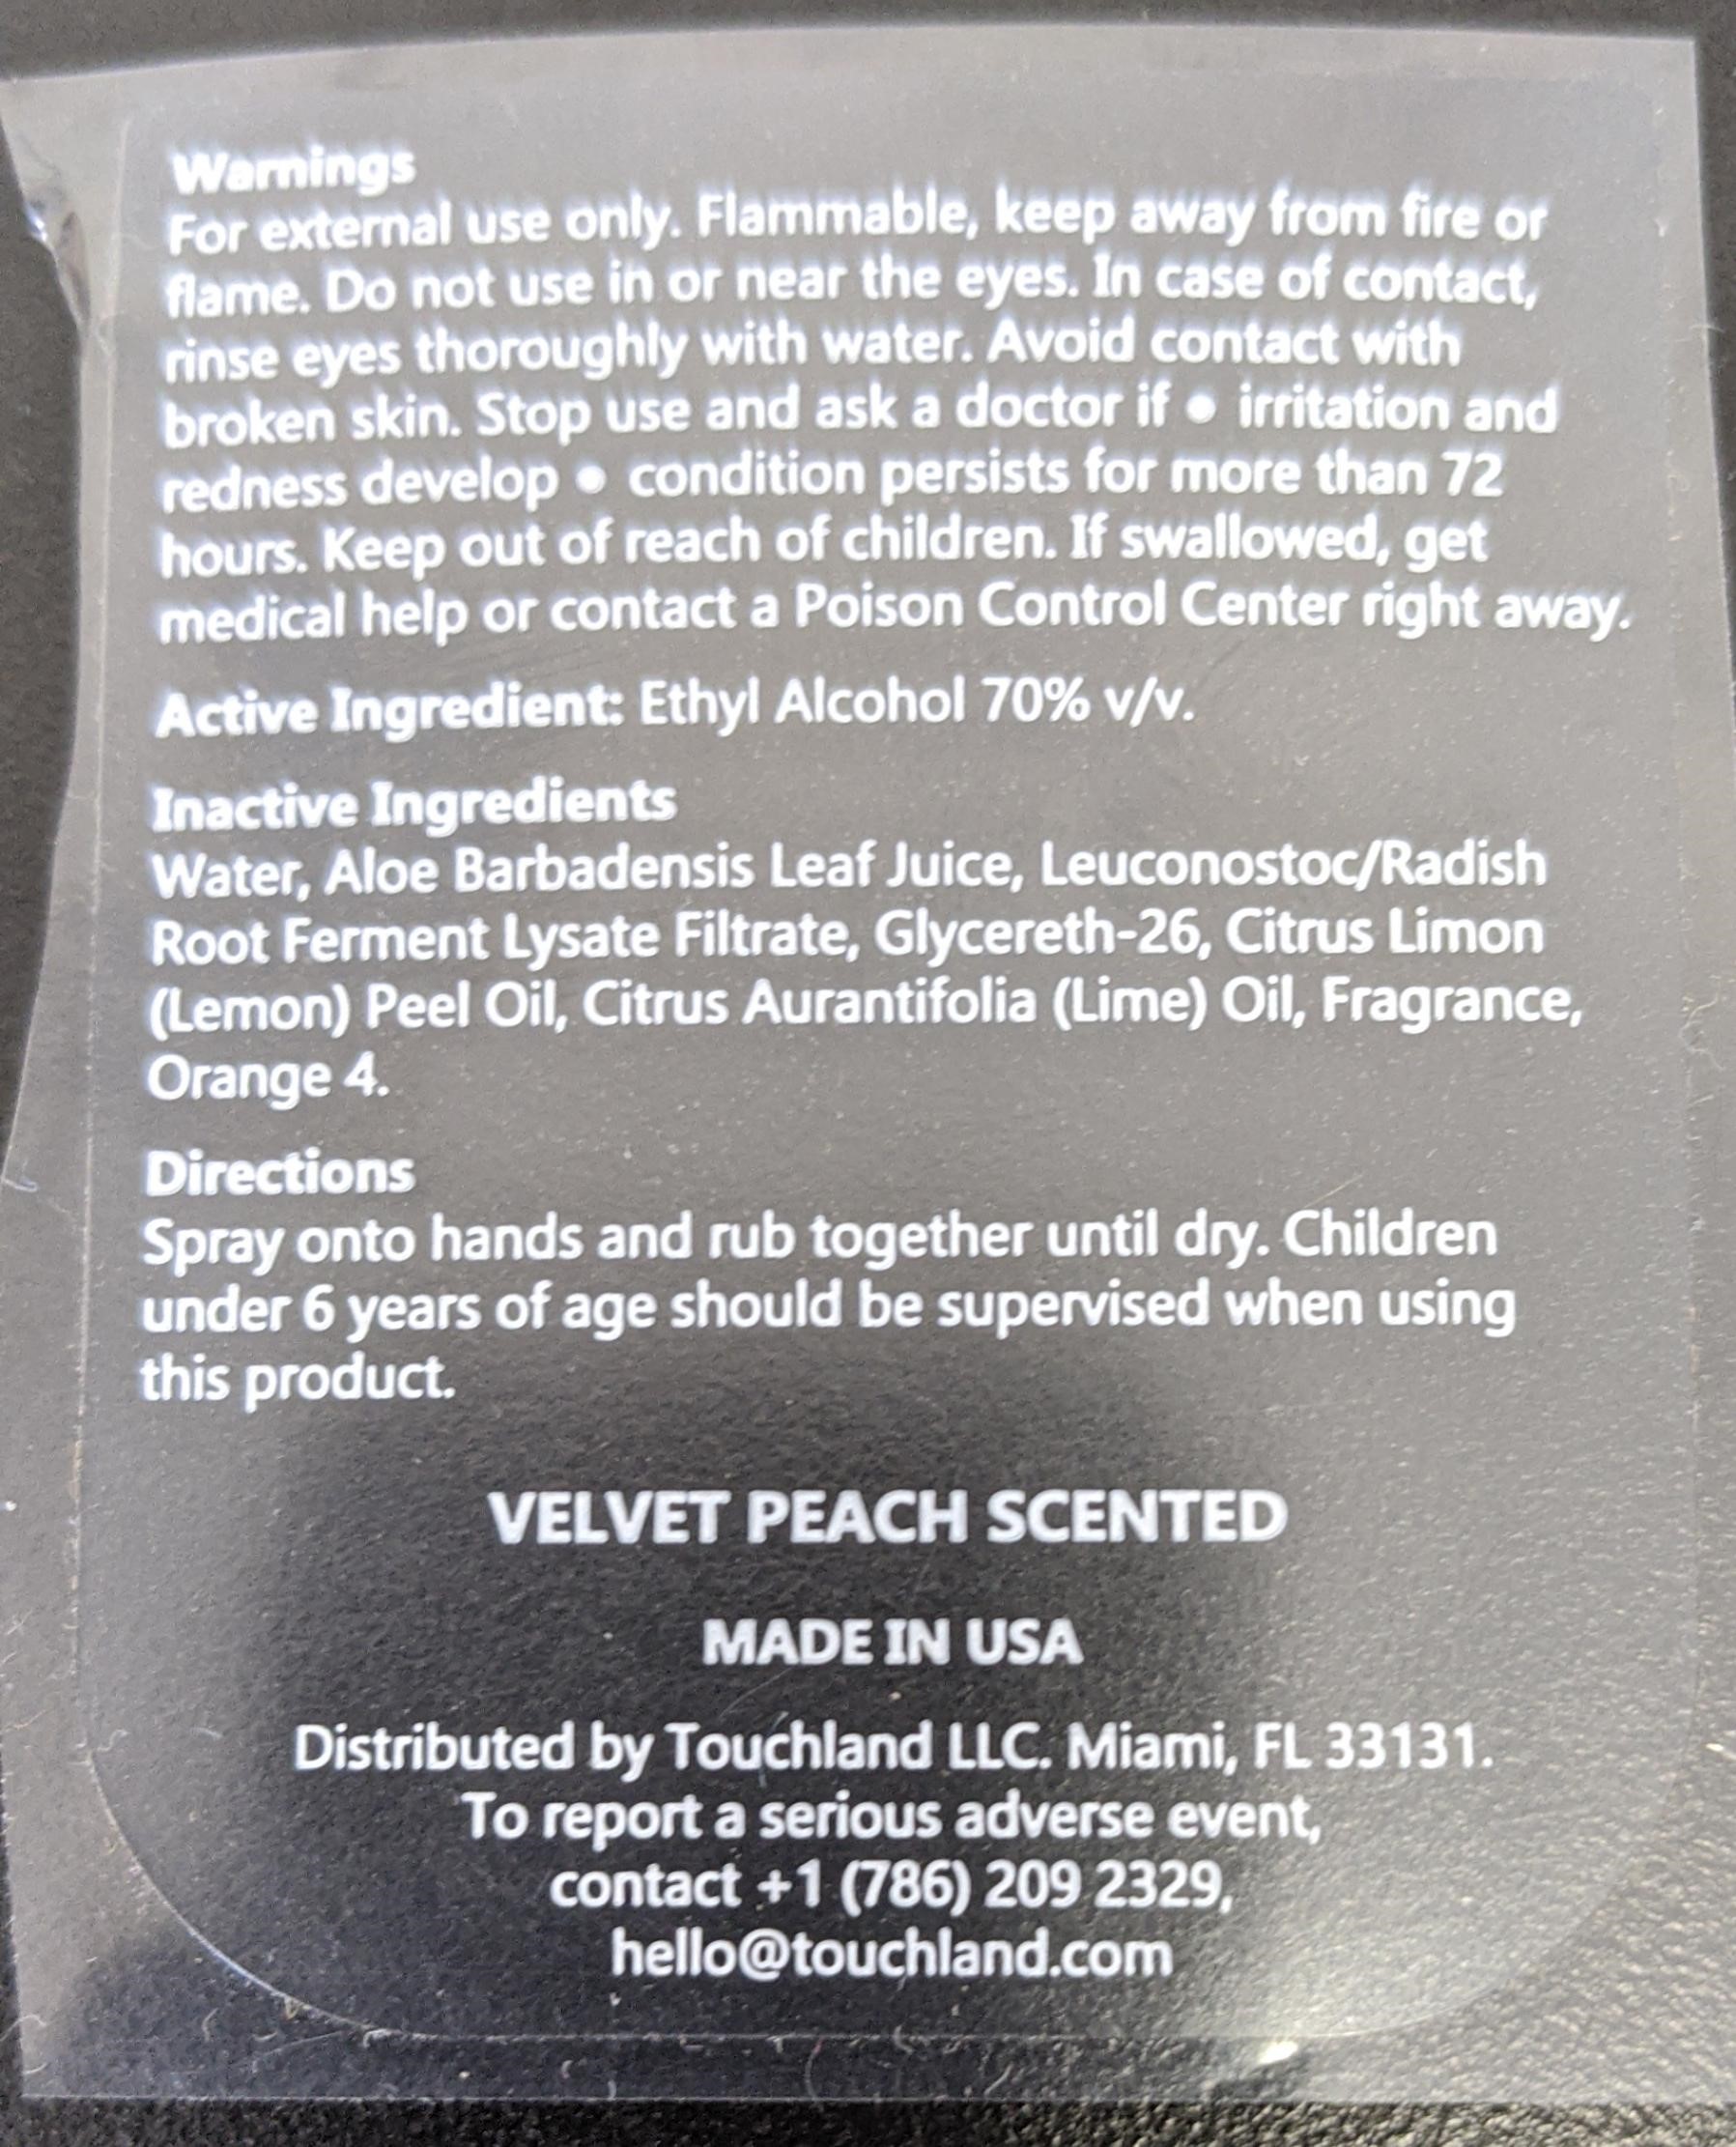 Warnings
For external use only. Flammable, keep away from fire or
flame. Do not use in or near the eyes. In case of contact,
rinse eyes thoroughly with water. Avoid contact with
broken skin. Stop use and ask a doctor if • irritation and
redness develop • condition persists for more than 72
hours. Keep out of reach of children. If swallowed, get
medical help or contact a Poison Control Center right away.
Active Ingredient: Ethyl Alcohol 70% v/v.
Inactive Ingredients
Water, Aloe Barbadensis Leaf Juice, Leuconostoc/Radish
Root Ferment Lysate Filtrate, Glycereth-26, Citrus Limon
(Lemon) Peel Oil, Citrus Aurantifolia (Lime) Oil, Fragrance,
Orange 4.
Directions
Spray onto hands and rub together until dry. Children
under 6 years of age should be supervised when using
this product.
VELVET PEACH SCENTED
MADE IN USA
Distributed by Touchland LLC. Miami, FL 33131.
To report a serious adverse event,
contact +1 (786) 209 2329,
hello@touchland.com